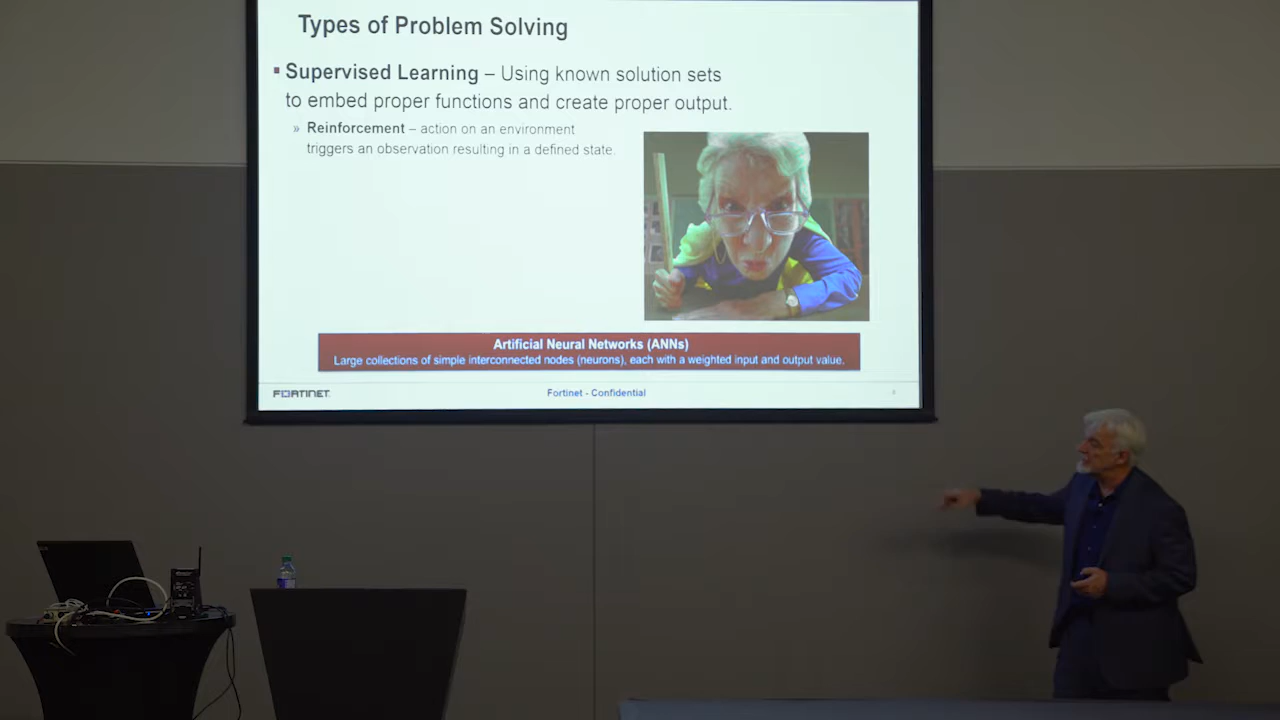 Types of Problem Solving
▪ Supervised Learning – Using known solution sets
to embed proper functions and create proper output.
» Reinforcement – action on an environment
triggers an observation resulting in a defined state.
Artificial Neural Networks (ANNs)
Large collections of simple interconnected nodes (neurons), each with a weighted input and output value.
FORTINET
Fortinet - Confidential